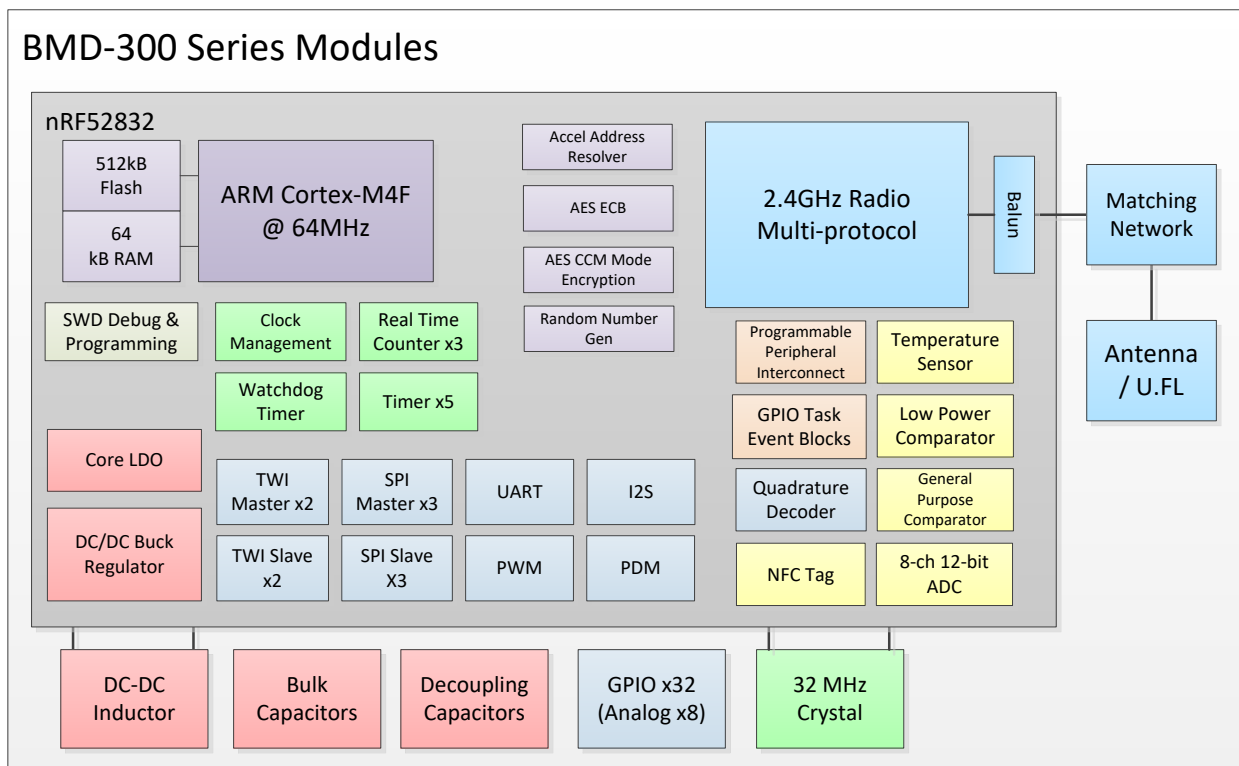 BMD-300 Series Modules
nRF52832
512kB
Flash
64
kB RAM
ARM Cortex-M4F
@ 64MHz
Accel Address
Resolver
AES ECB
AES CCM Mode
Encryption
Random Number
Gen
2.4GHz Radio
Multi-protocol
Balun
Matching
Network
Antenna
/ U.FL
SWD Debug &
Programming
Clock
Management
Real Time
Counter x3
Watchdog
Timer
Timer x5
Programmable
Peripheral
Interconnect
Temperature
Sensor
GPIO Task
Event Blocks
Low Power
Comparator
Core LDO
DC/DC Buck
Regulator
TWI
Master x2
SPI
Master x3
UART
I2S
Quadrature
Decoder
General
Purpose
Comparator
TWI Slave
x2
SPI Slave
X3
PWM
PDM
NFC Tag
8-ch 12-bit
ADC
DC-DC
Inductor
Bulk
Capacitors
Decoupling
Capacitors
GPIO x32
(Analog x8)
32 MHz
Crystal